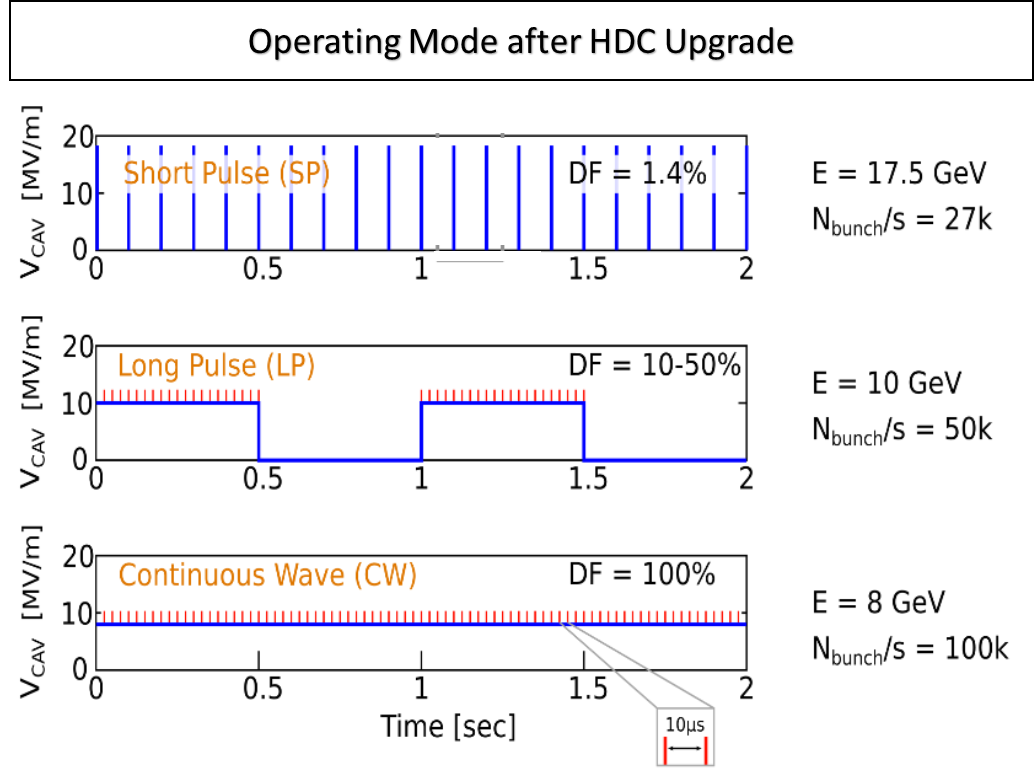 Operating Mode after HDC Upgrade
V_CAV [MV/m]
20
10
0
Short Pulse (SP)
DF = 1.4%
0 0.5 1 1.5 2
E = 17.5 GeV
N_bunch/s = 27k
V_CAV [MV/m]
20
10
0
Long Pulse (LP)
DF = 10-50%
0 0.5 1 1.5 2
E = 10 GeV
N_bunch/s = 50k
V_CAV [MV/m]
20
10
0
Continuous Wave (CW)
DF = 100%
0 0.5 1 1.5 2
E = 8 GeV
N_bunch/s = 100k
Time [sec]
10μs